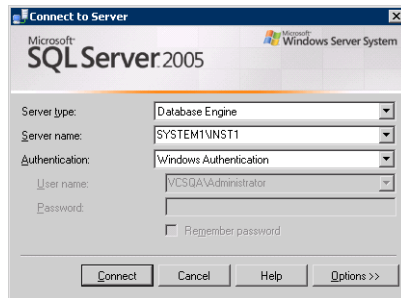 Connect to Server
Microsoft
SQL Server 2005
Microsoft
Windows Server System
Server type:
Database Engine
Server name:
SYSTEM1\INST1
Authentication:
Windows Authentication
User name:
VCSQA\Administrator
Password:
Remember password
Connect
Cancel
Help
Options >>